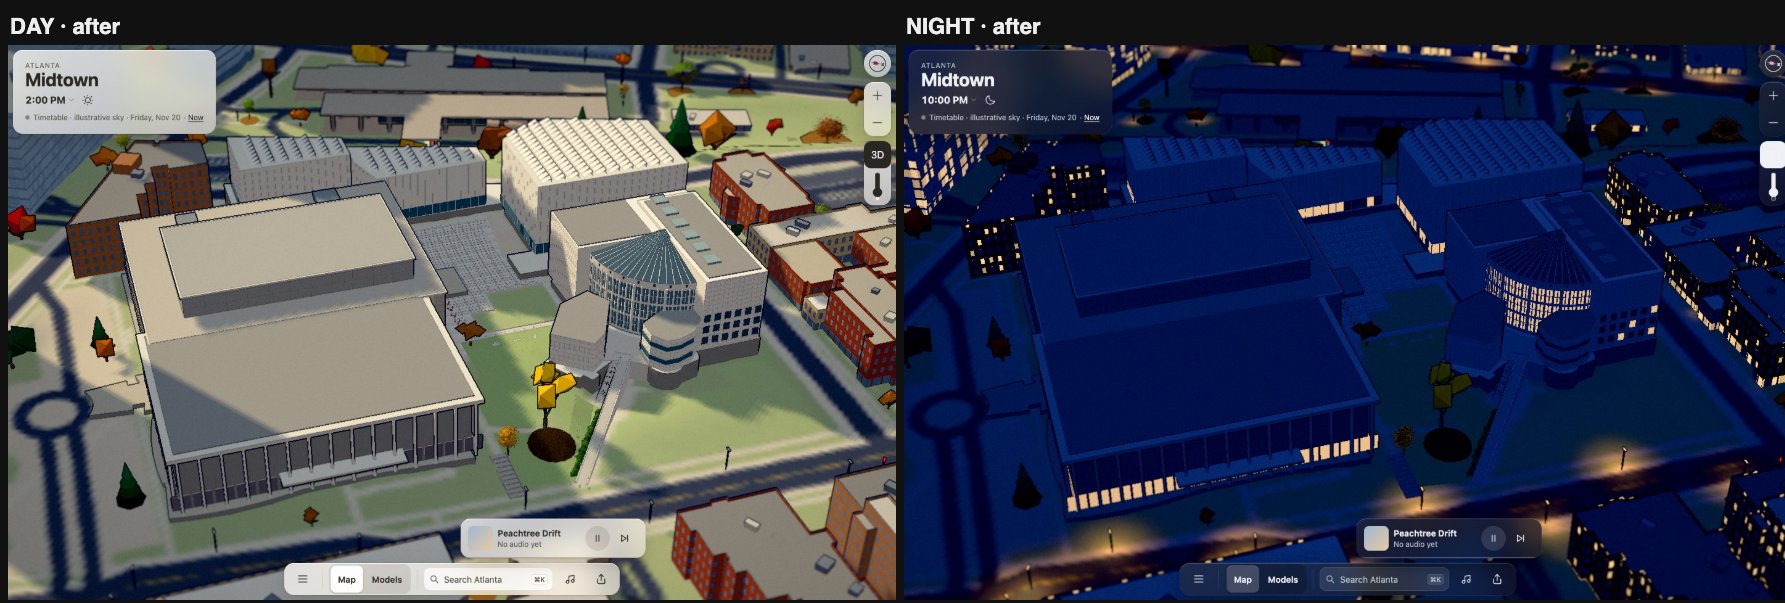 DAY · after
ATLANTA
Midtown
2:00 PM
Timetable · illustrative sky · Friday, Nov 20 · Now
+
−
3D
Peachtree Drift
No audio yet
Map Models Search Atlanta ⌘K
NIGHT · after
ATLANTA
Midtown
10:00 PM
Timetable · illustrative sky · Friday, Nov 20 · Now
+
−
Peachtree Drift
No audio yet
Map Models Search Atlanta ⌘K